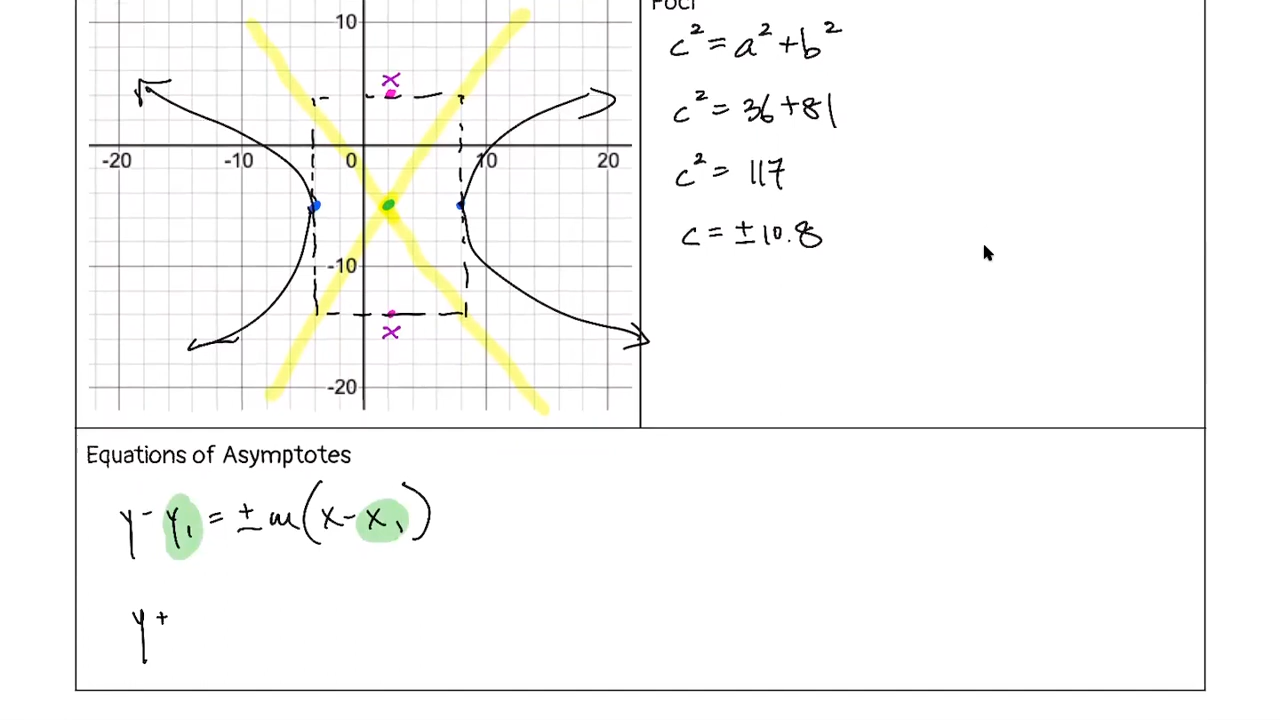 Foci
10
c² = a² + b²
x
c² = 36 + 81
-20 -10 0 10 20
c² = 117
c = ± 10.8
-10
x
-20
Equations of Asymptotes
y - y₁ = ± m(x - x₁)
y +